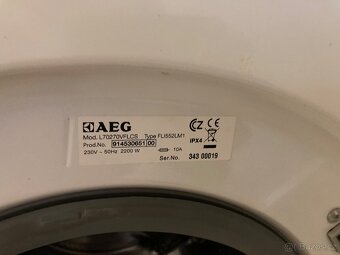 AEG
Mod. L70270VFLCS Type FLI552LM1
Prod.No. 914530651 00
230V ~ 50Hz 2200 W 10A
IPX4
Ser.No. 343 00019